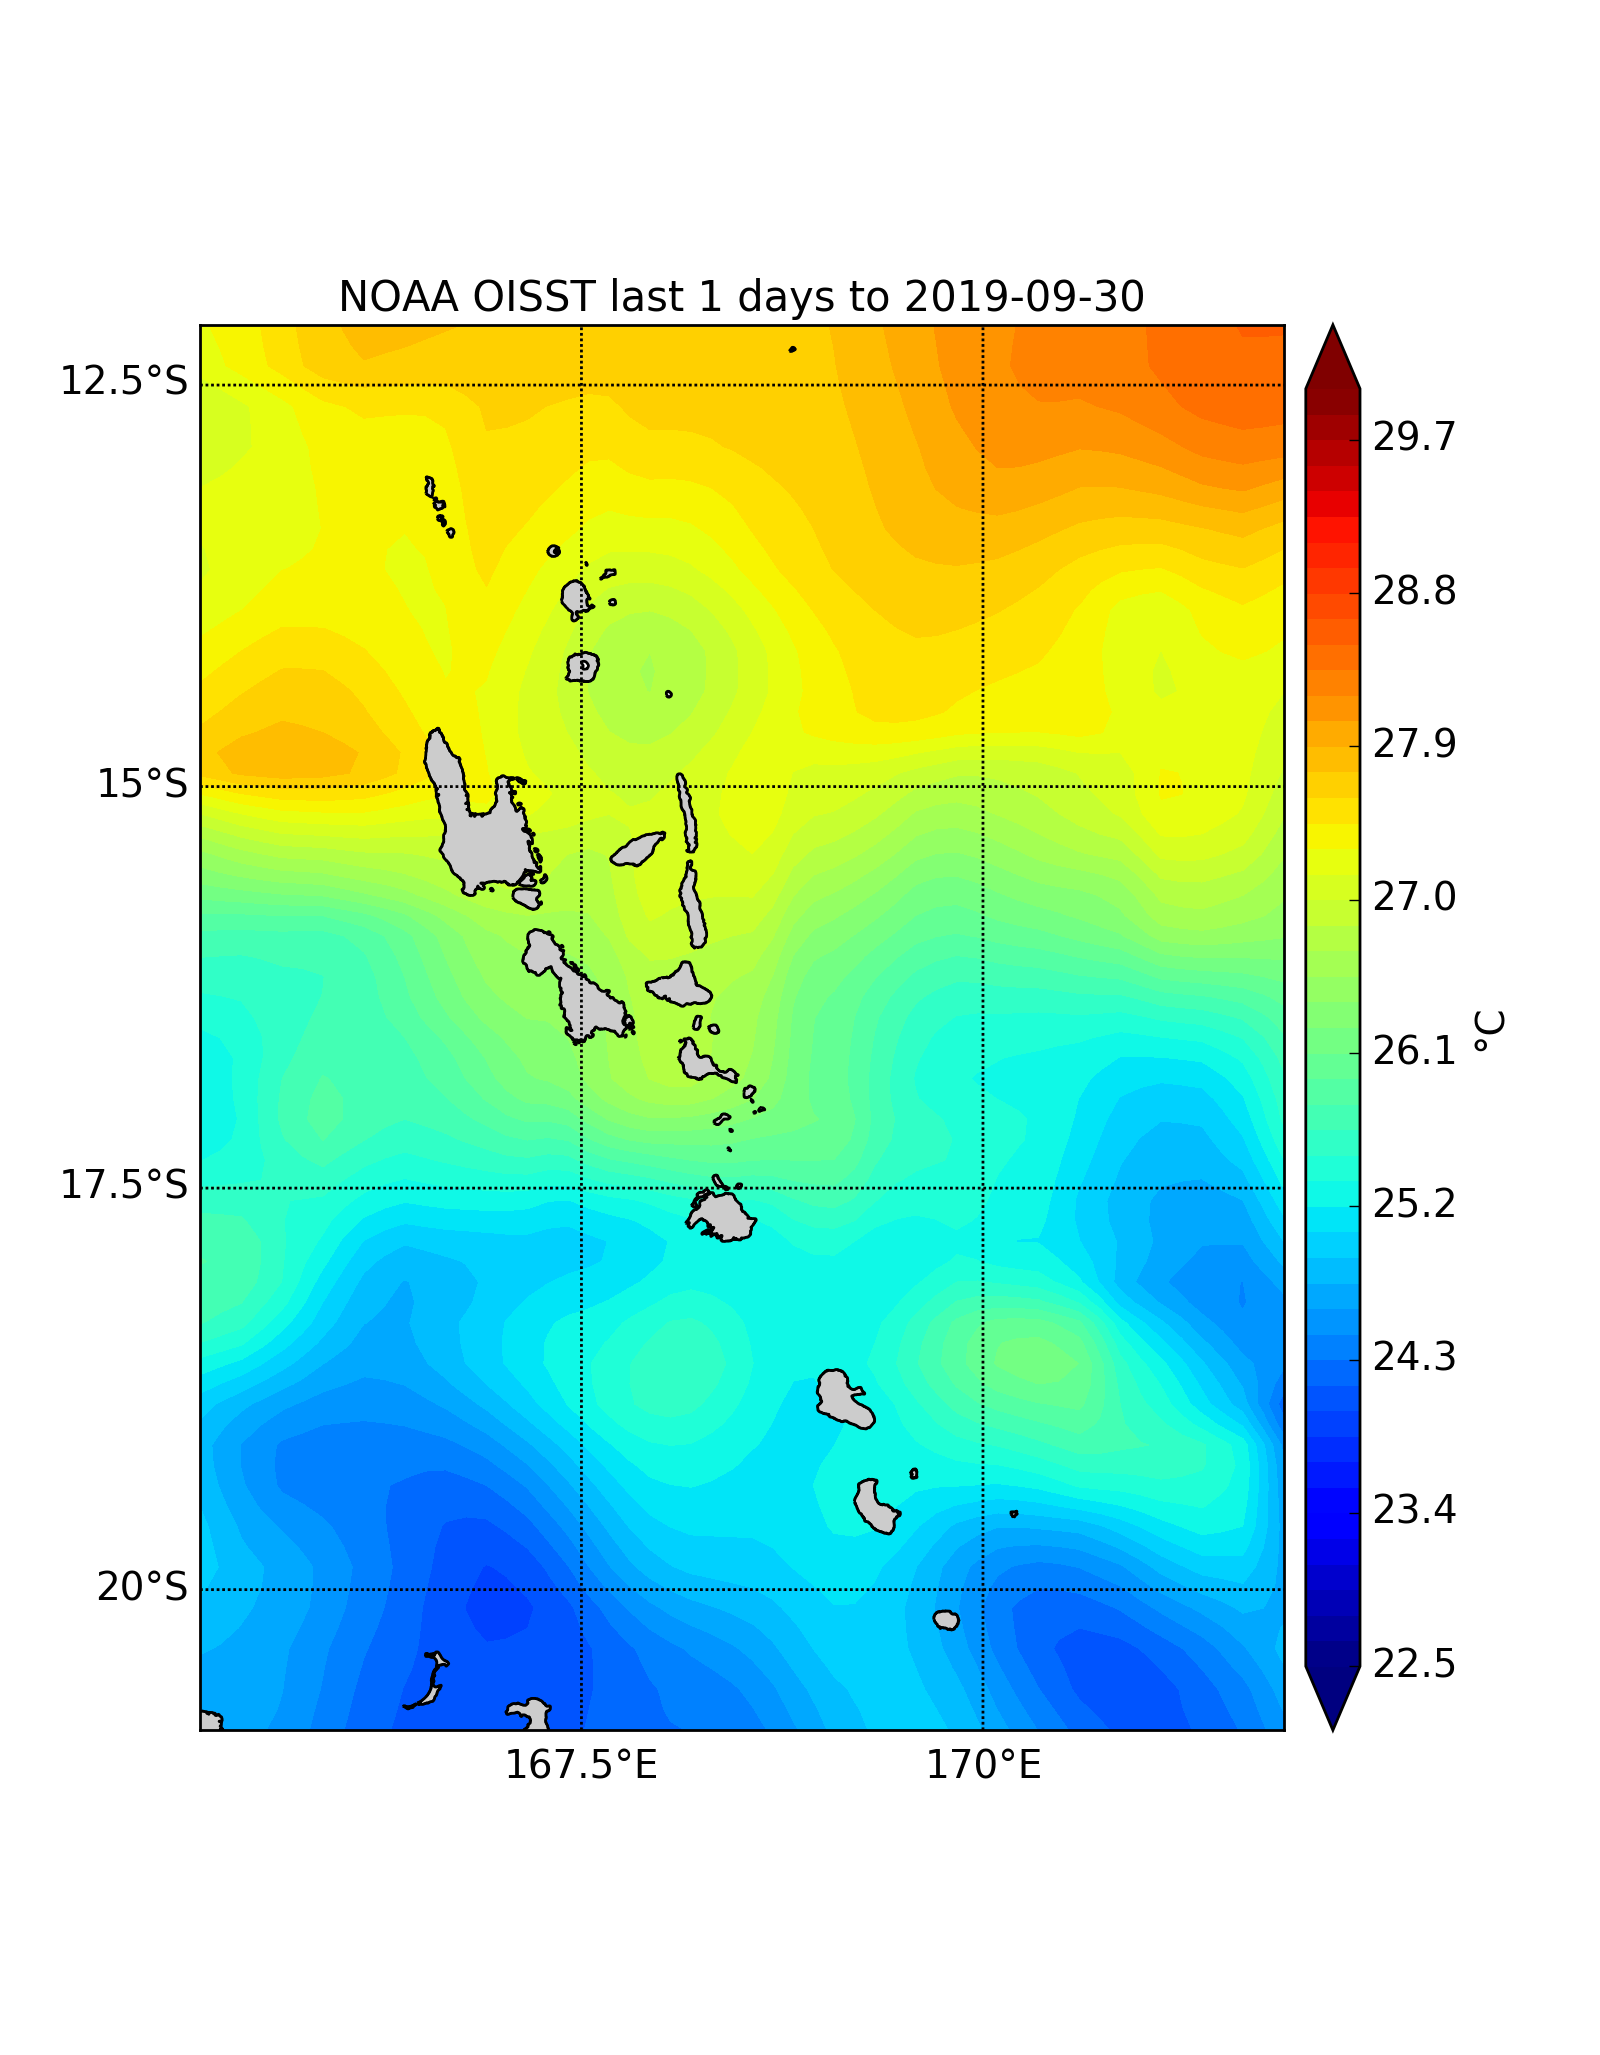 NOAA OISST last 1 days to 2019-09-30
12.5°S
15°S
17.5°S
20°S
167.5°E
170°E
29.7
28.8
27.9
27.0
26.1
25.2
24.3
23.4
22.5
°C